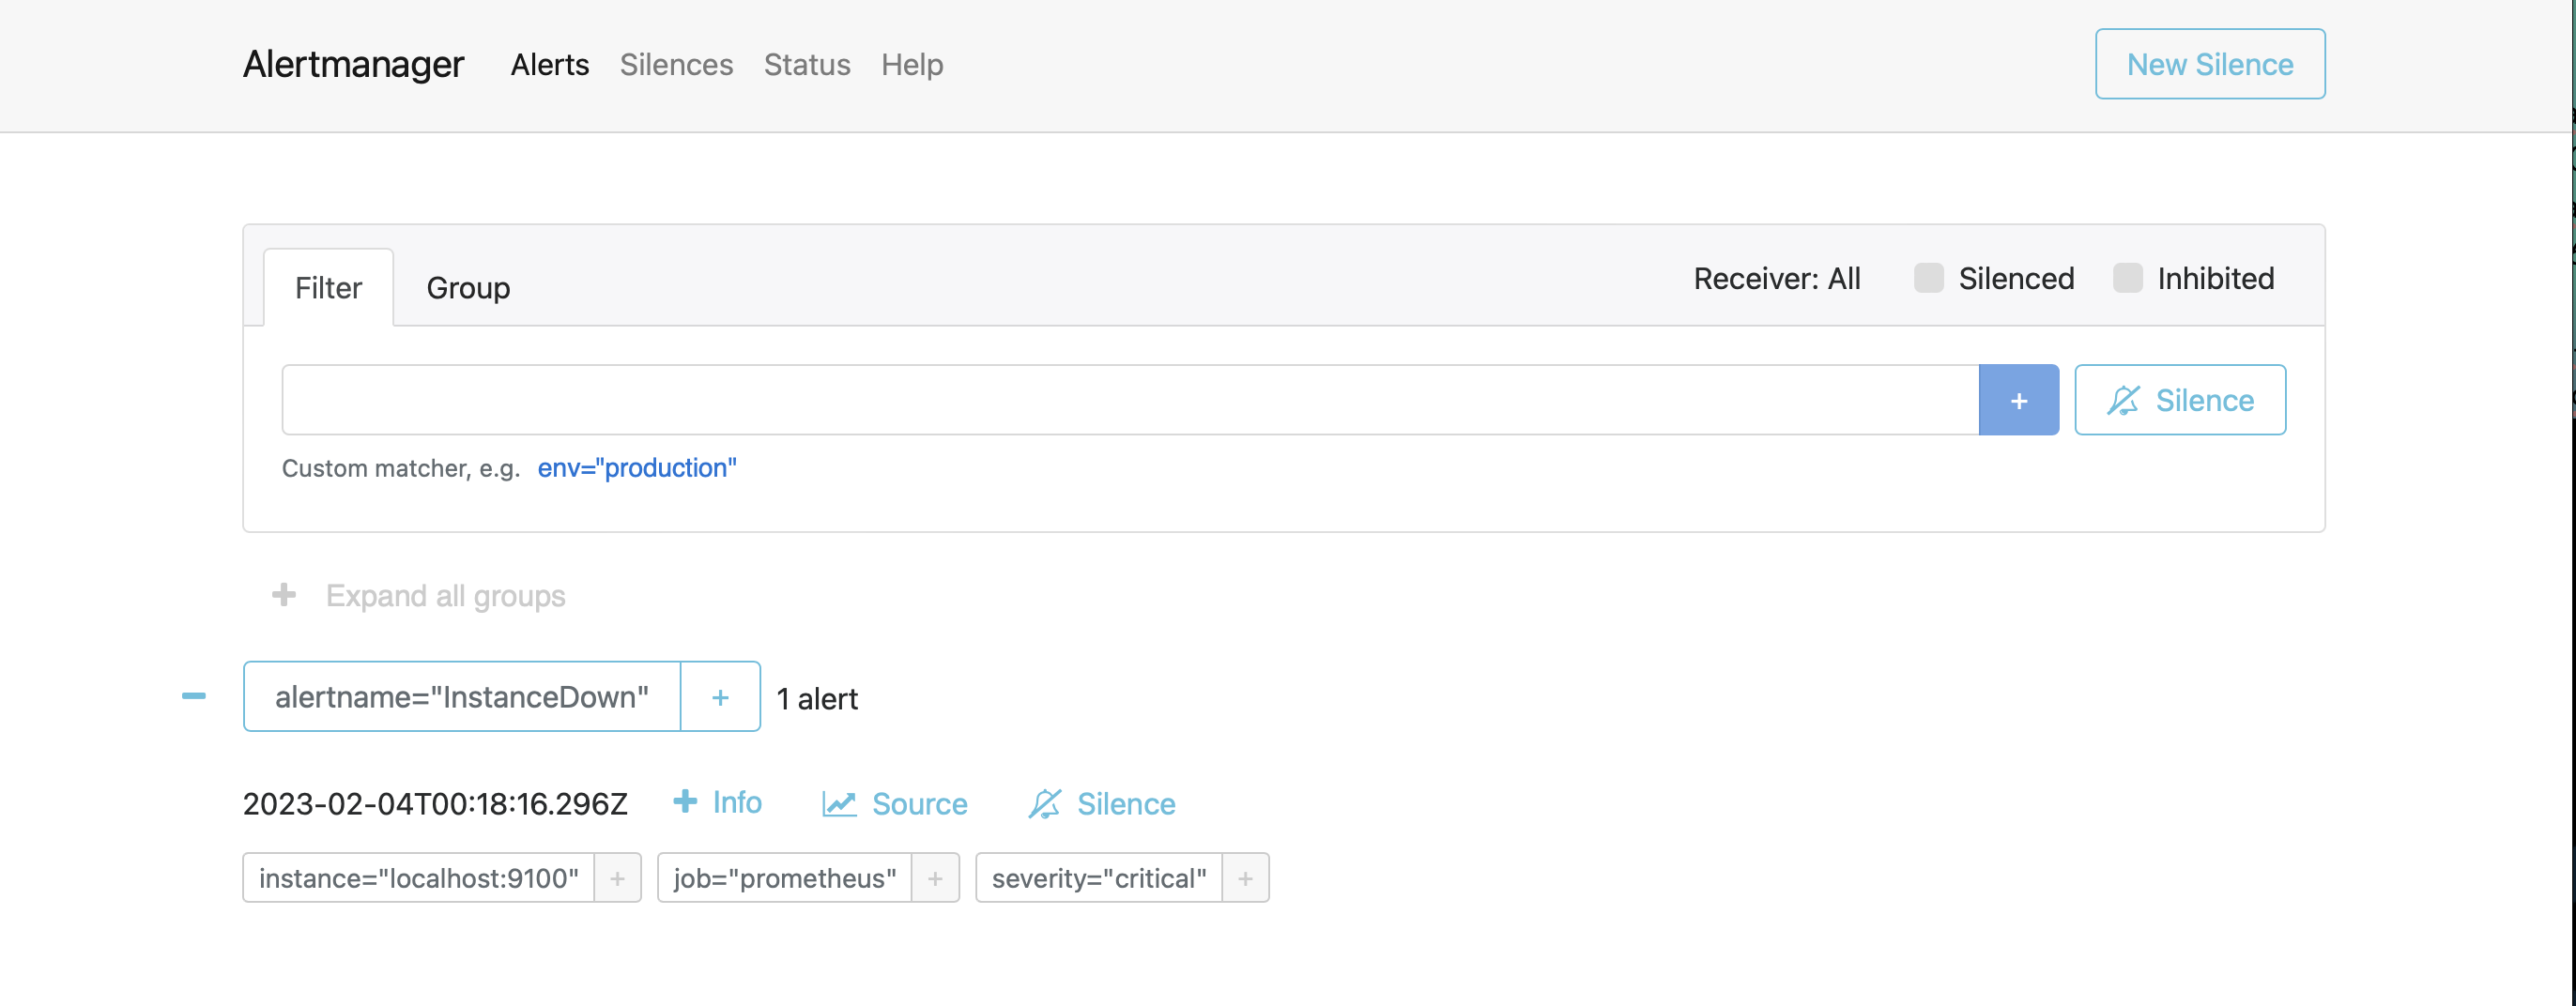 Alertmanager Alerts Silences Status Help New Silence
Filter Group Receiver: All Silenced Inhibited
+ Silence
Custom matcher, e.g. env="production"
+ Expand all groups
alertname="InstanceDown" + 1 alert
2023-02-04T00:18:16.296Z + Info Source Silence
instance="localhost:9100" + job="prometheus" + severity="critical" +